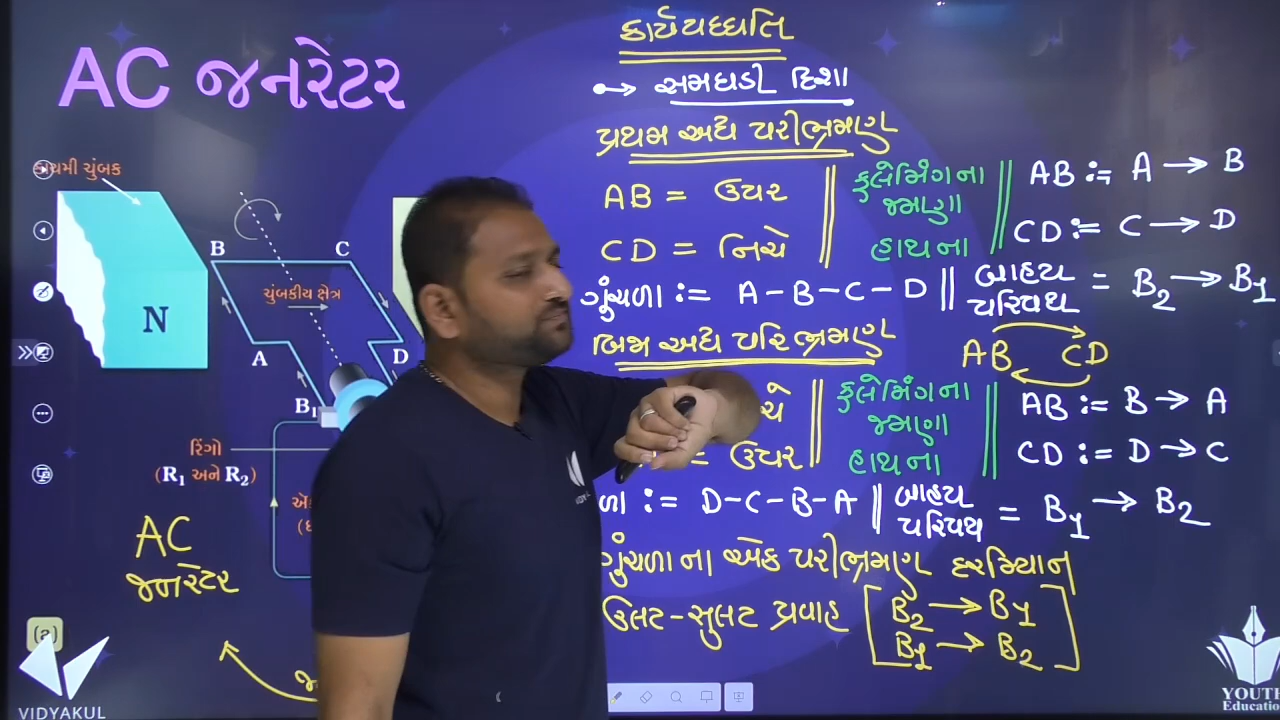 AC જનરેટર
કાયમી ચુંબક
N
B
C
ચુંબકીય ક્ષેત્ર
A
D
B₁
રિંગો
(R₁ અને R₂)
AC
જનરેટર
(a)
VIDYAKUL
કાર્યપધ્ધતિ
•→ સમઘડી દિશા
પ્રથમ અર્ધ પરીભ્રમણ
AB = ઉપર || ફ્લેમિંગના જમણા હાથના || AB := A → B
CD = નિચે || CD := C → D
ગુંચળા := A-B-C-D || બાહ્ય પરિપથ = B₂ → B₁
બિજા અર્ધ પરિભ્રમણ
AB CD
ચે || ફ્લેમિંગના જમણા હાથના || AB := B → A
= ઉપર || CD := D → C
ળા := D-C-B-A || બાહ્ય પરિપથ = B₁ → B₂
ગુંચળાના એક પરીભ્રમણ દરમિયાન
ઉલટ-સુલટ પ્રવાહ [B₂ → B₁
B₁ → B₂]
YOUTH
Education